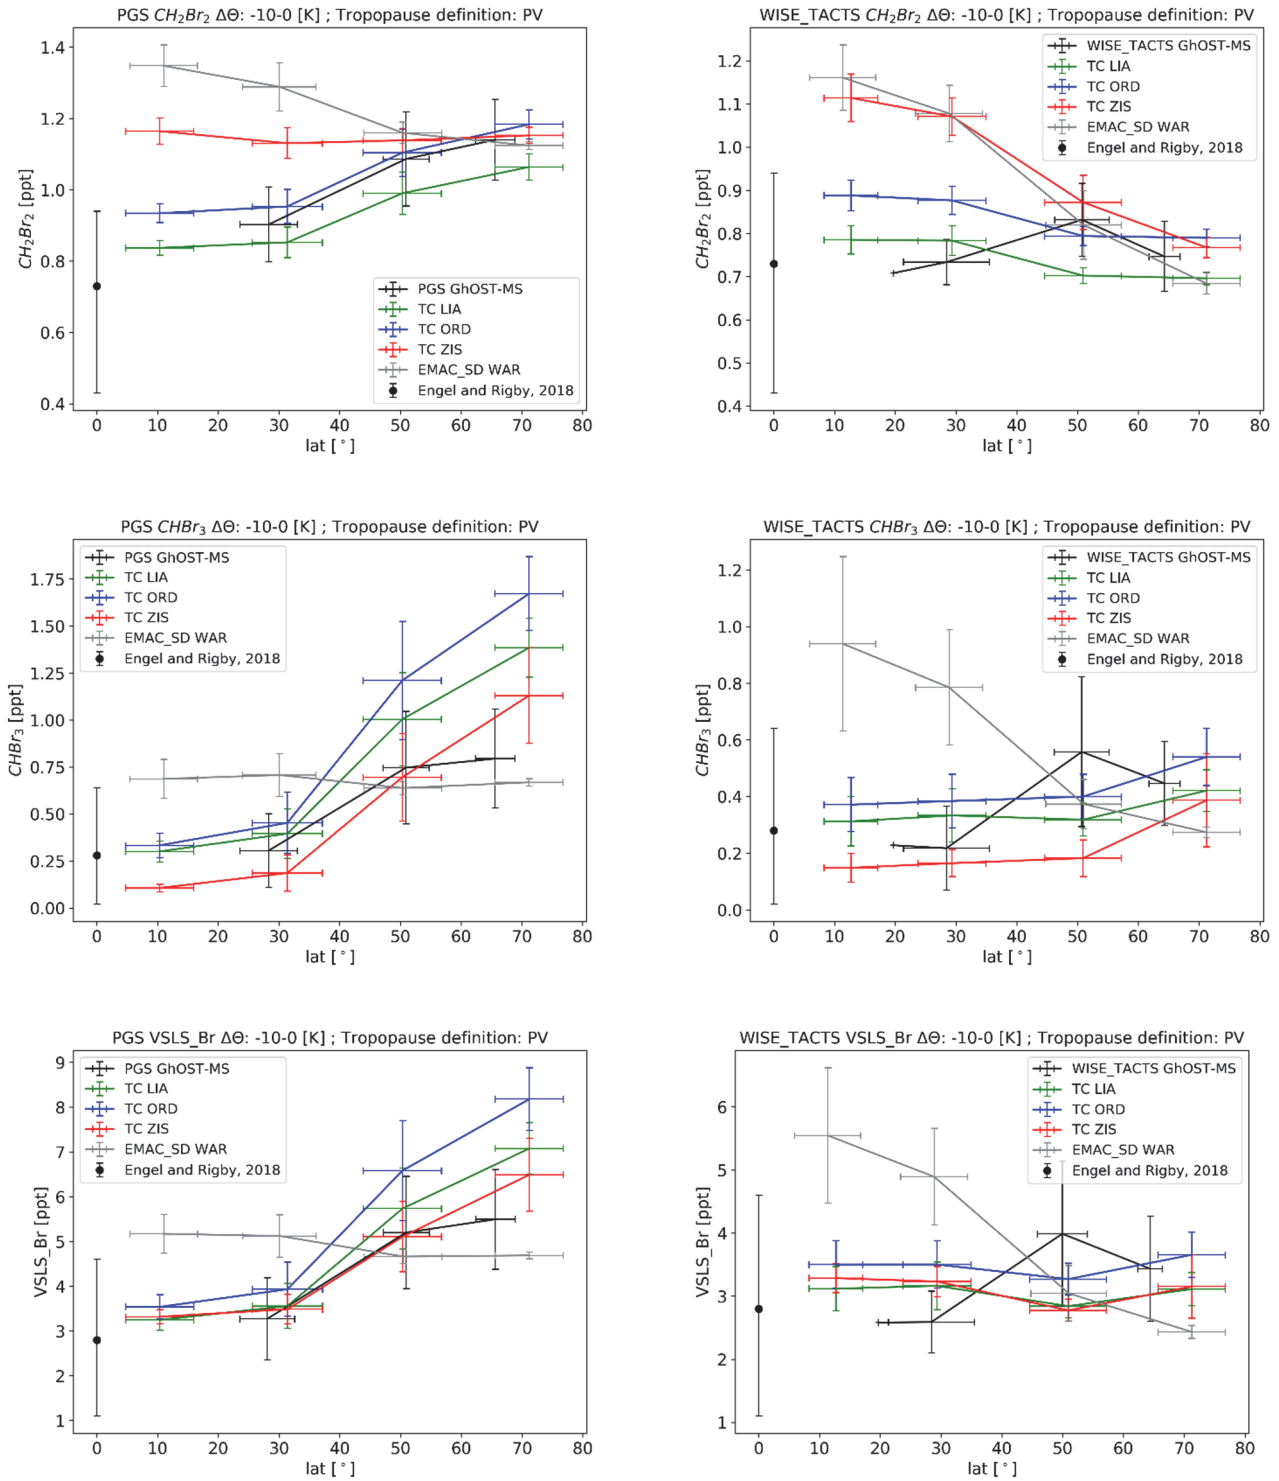 PGS CH₂Br₂ ΔΘ: -10-0 [K] ; Tropopause definition: PV
CH₂Br₂ [ppt]
1.4
1.2
1.0
0.8
0.6
0.4
PGS GhOST-MS
TC LIA
TC ORD
TC ZIS
EMAC_SD WAR
Engel and Rigby, 2018
0 10 20 30 40 50 60 70 80
lat [°]
WISE_TACTS CH₂Br₂ ΔΘ: -10-0 [K] ; Tropopause definition: PV
CH₂Br₂ [ppt]
1.2
1.1
1.0
0.9
0.8
0.7
0.6
0.5
0.4
WISE_TACTS GhOST-MS
TC LIA
TC ORD
TC ZIS
EMAC_SD WAR
Engel and Rigby, 2018
0 10 20 30 40 50 60 70 80
lat [°]
PGS CHBr₃ ΔΘ: -10-0 [K] ; Tropopause definition: PV
CHBr₃ [ppt]
1.75
1.50
1.25
1.00
0.75
0.50
0.25
0.00
PGS GhOST-MS
TC LIA
TC ORD
TC ZIS
EMAC_SD WAR
Engel and Rigby, 2018
0 10 20 30 40 50 60 70 80
lat [°]
WISE_TACTS CHBr₃ ΔΘ: -10-0 [K] ; Tropopause definition: PV
CHBr₃ [ppt]
1.2
1.0
0.8
0.6
0.4
0.2
0.0
WISE_TACTS GhOST-MS
TC LIA
TC ORD
TC ZIS
EMAC_SD WAR
Engel and Rigby, 2018
0 10 20 30 40 50 60 70 80
lat [°]
PGS VSLS_Br ΔΘ: -10-0 [K] ; Tropopause definition: PV
VSLS_Br [ppt]
9
8
7
6
5
4
3
2
1
PGS GhOST-MS
TC LIA
TC ORD
TC ZIS
EMAC_SD WAR
Engel and Rigby, 2018
0 10 20 30 40 50 60 70 80
lat [°]
WISE_TACTS VSLS_Br ΔΘ: -10-0 [K] ; Tropopause definition: PV
VSLS_Br [ppt]
6
5
4
3
2
1
WISE_TACTS GhOST-MS
TC LIA
TC ORD
TC ZIS
EMAC_SD WAR
Engel and Rigby, 2018
0 10 20 30 40 50 60 70 80
lat [°]